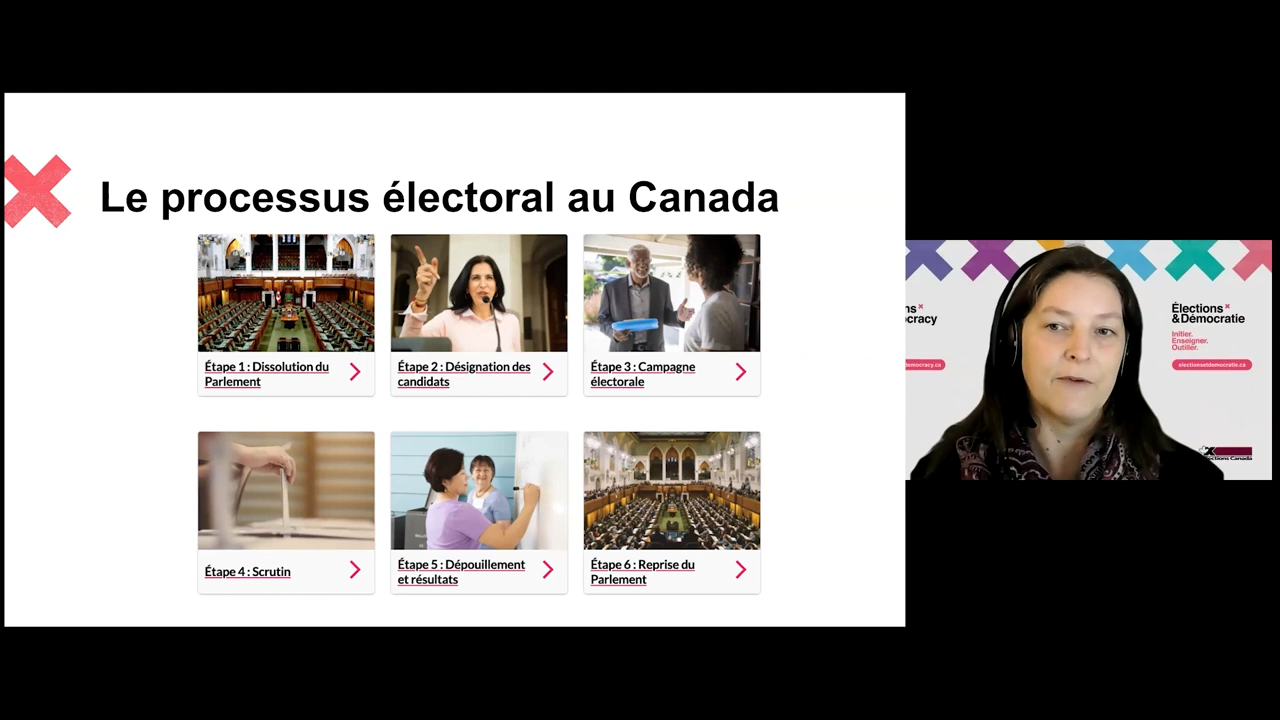 Le processus électoral au Canada
Étape 1 : Dissolution du
Parlement
Étape 2 : Désignation des
candidats
Étape 3 : Campagne
électorale
Étape 4 : Scrutin
Étape 5 : Dépouillement
et résultats
Étape 6 : Reprise du
Parlement
Élections
& Démocratie
Initier.
Enseigner.
Outiller.
electionsetdemocratie.ca
Canada